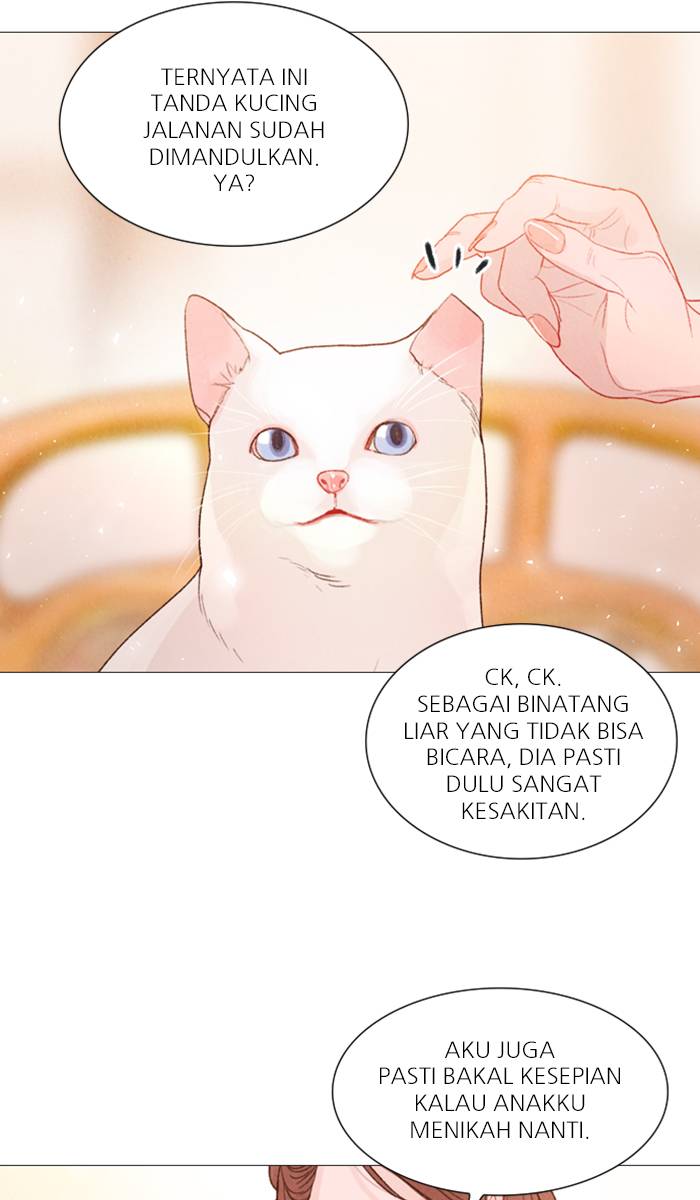 TERNYATA INI
TANDA KUCING
JALANAN SUDAH
DIMANDULKAN.
YA?
CK, CK.
SEBAGAI BINATANG
LIAR YANG TIDAK BISA
BICARA, DIA PASTI
DULU SANGAT
KESAKITAN.
AKU JUGA
PASTI BAKAL KESEPIAN
KALAU ANAKKU
MENIKAH NANTI.